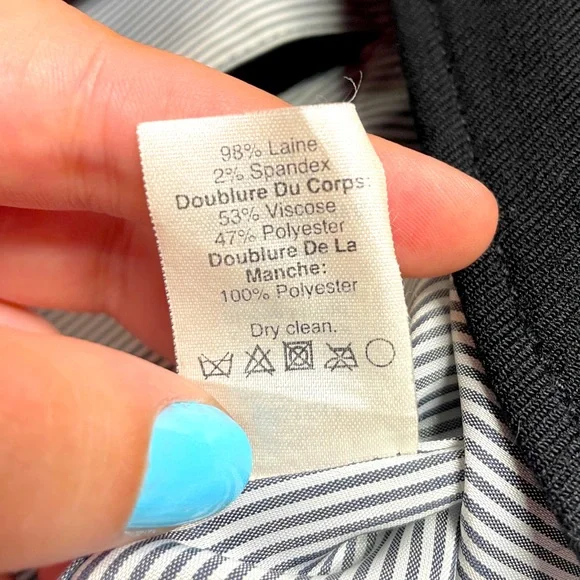 98% Laine
2% Spandex
Doublure Du Corps:
53% Viscose
47% Polyester
Doublure De La
Manche:
100% Polyester
Dry clean.